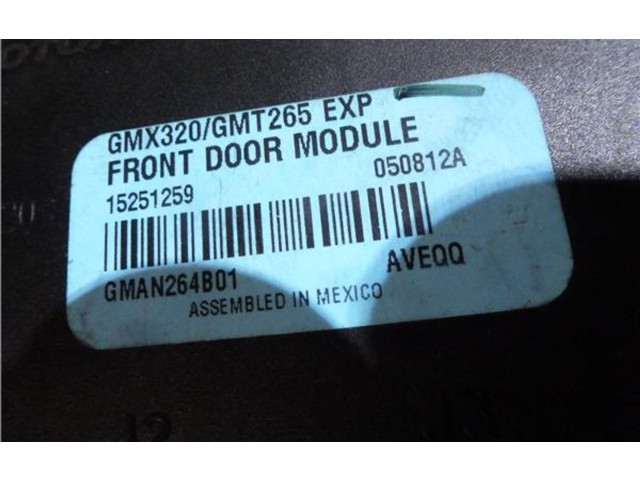 GMX320/GMT265 EXP
FRONT DOOR MODULE
15251259 050812A
GMAN264B01 AVEQQ
ASSEMBLED IN MEXICO